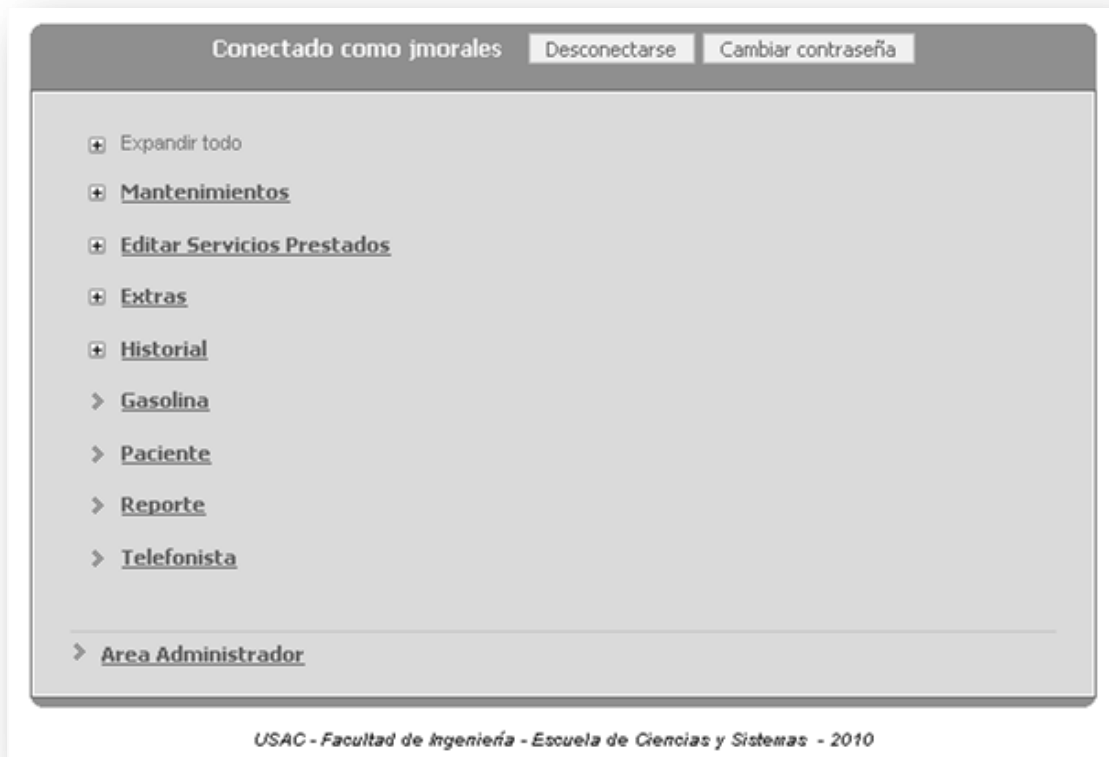 Conectado como jmorales Desconectarse Cambiar contraseña
Expandir todo
Mantenimientos
Editar Servicios Prestados
Extras
Historial
Gasolina
Paciente
Reporte
Telefonista
Area Administrador
USAC - Facultad de Ingeniería - Escuela de Ciencias y Sistemas - 2010